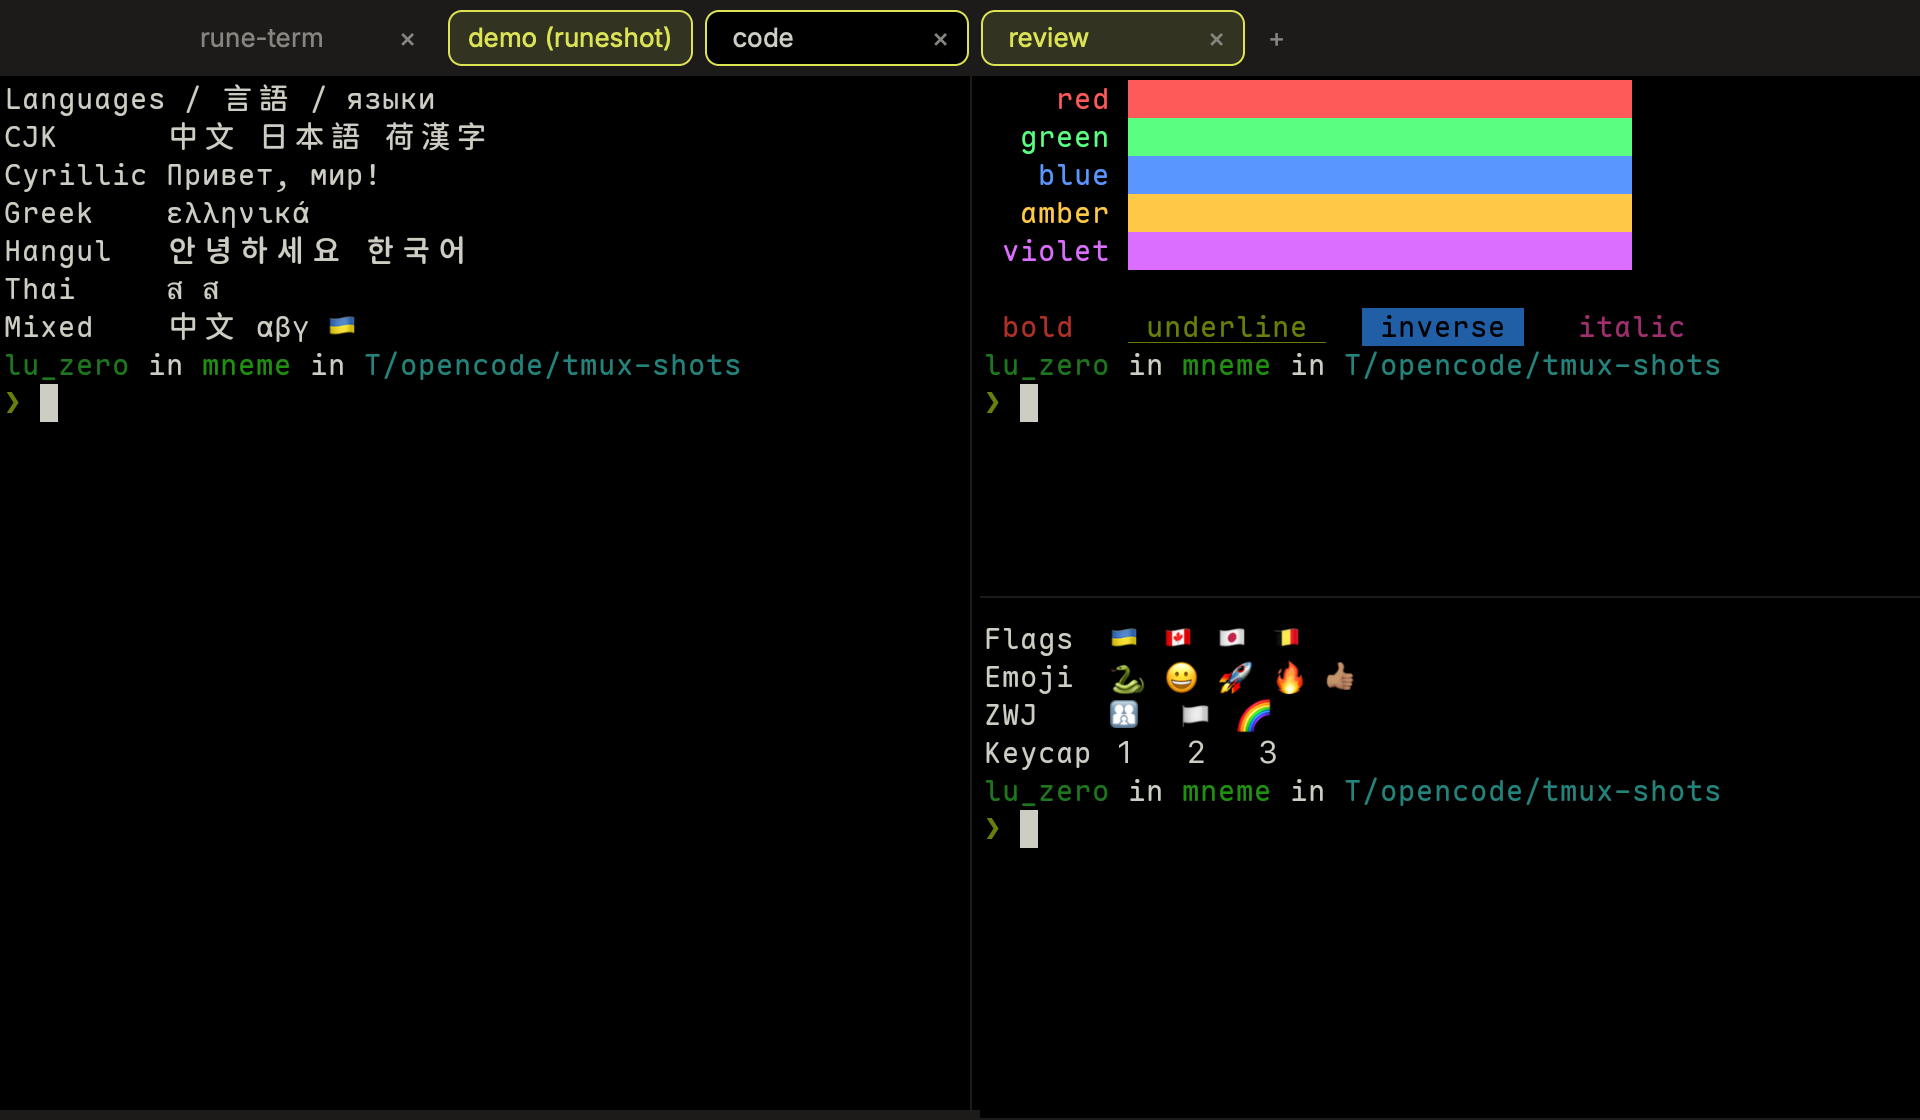 rune-term × demo (runeshot) code × review × +
Languages / 言語 / языки
CJK 中文 日本語 荷漢字
Cyrillic Привет, мир!
Greek ελληνικά
Hangul 안녕하세요 한국어
Thai ส ส
Mixed 中文 αβγ 🇺🇦
lu_zero in mneme in T/opencode/tmux-shots
❯
red
green
blue
amber
violet
bold underline inverse italic
lu_zero in mneme in T/opencode/tmux-shots
❯
Flags 🇺🇦 🇨🇦 🇯🇵 🇧🇪
Emoji 🐍 😀 🚀 🔥 👍🏽
ZWJ 👪 🏳 🌈
Keycap 1 2 3
lu_zero in mneme in T/opencode/tmux-shots
❯